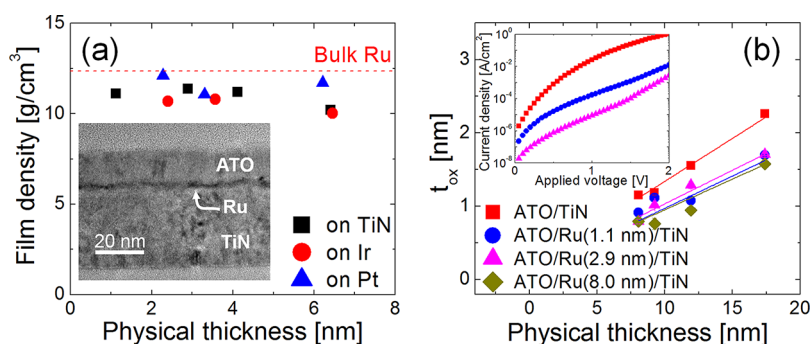 (a)
Bulk Ru
15
10
5
0
Film density [g/cm³]
ATO
Ru
TiN
20 nm
on TiN
on Ir
on Pt
0 2 4 6 8
Physical thickness [nm]
(b)
3
2
1
0
tox [nm]
Current density [A/cm²]
10⁰
10⁻²
10⁻⁴
10⁻⁶
10⁻⁸
0 1 2
Applied voltage [V]
ATO/TiN
ATO/Ru(1.1 nm)/TiN
ATO/Ru(2.9 nm)/TiN
ATO/Ru(8.0 nm)/TiN
0 5 10 15 20
Physical thickness [nm]